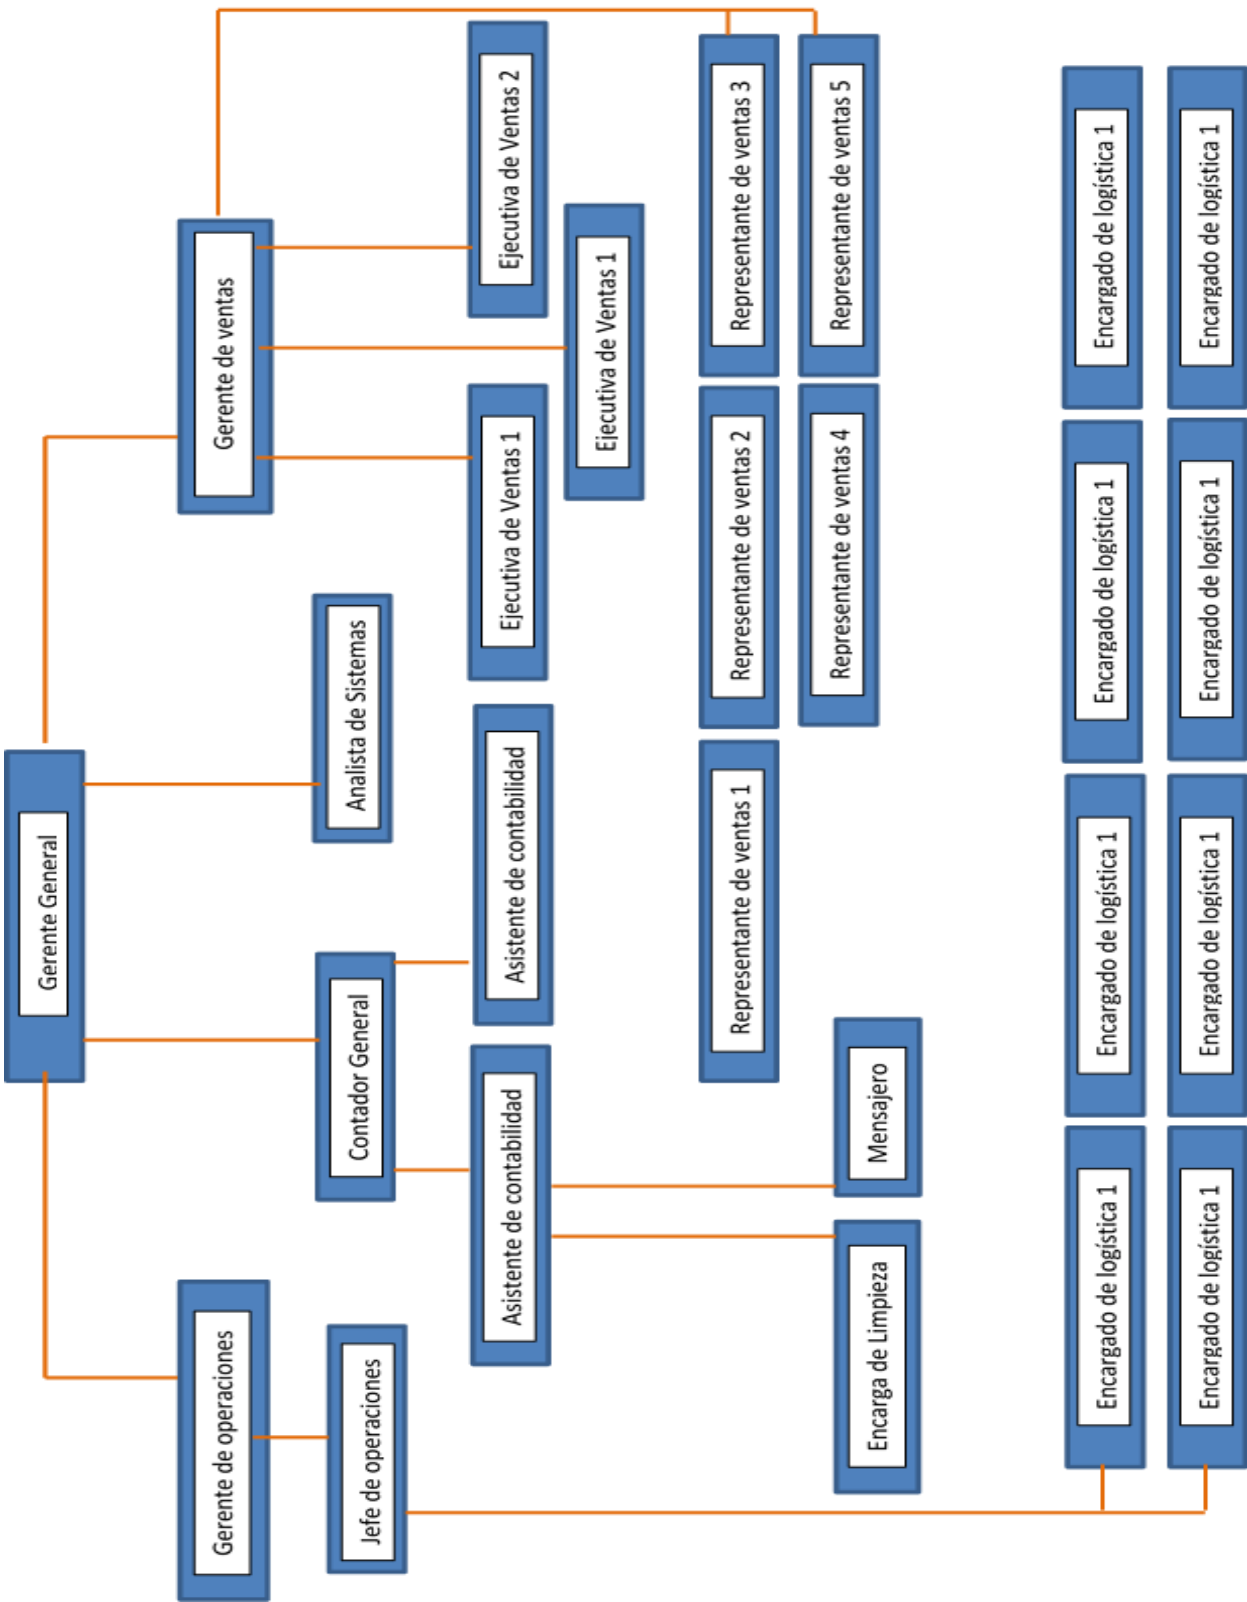 Gerente General
Gerente de operaciones
Gerente de ventas
Jefe de operaciones
Contador General
Analista de Sistemas
Asistente de contabilidad
Asistente de contabilidad
Ejecutiva de Ventas 1
Ejecutiva de Ventas 2
Ejecutiva de Ventas 1
Representante de ventas 1
Representante de ventas 2
Representante de ventas 3
Representante de ventas 4
Representante de ventas 5
Encarga de Limpieza
Mensajero
Encargado de logística 1
Encargado de logística 1
Encargado de logística 1
Encargado de logística 1
Encargado de logística 1
Encargado de logística 1
Encargado de logística 1
Encargado de logística 1